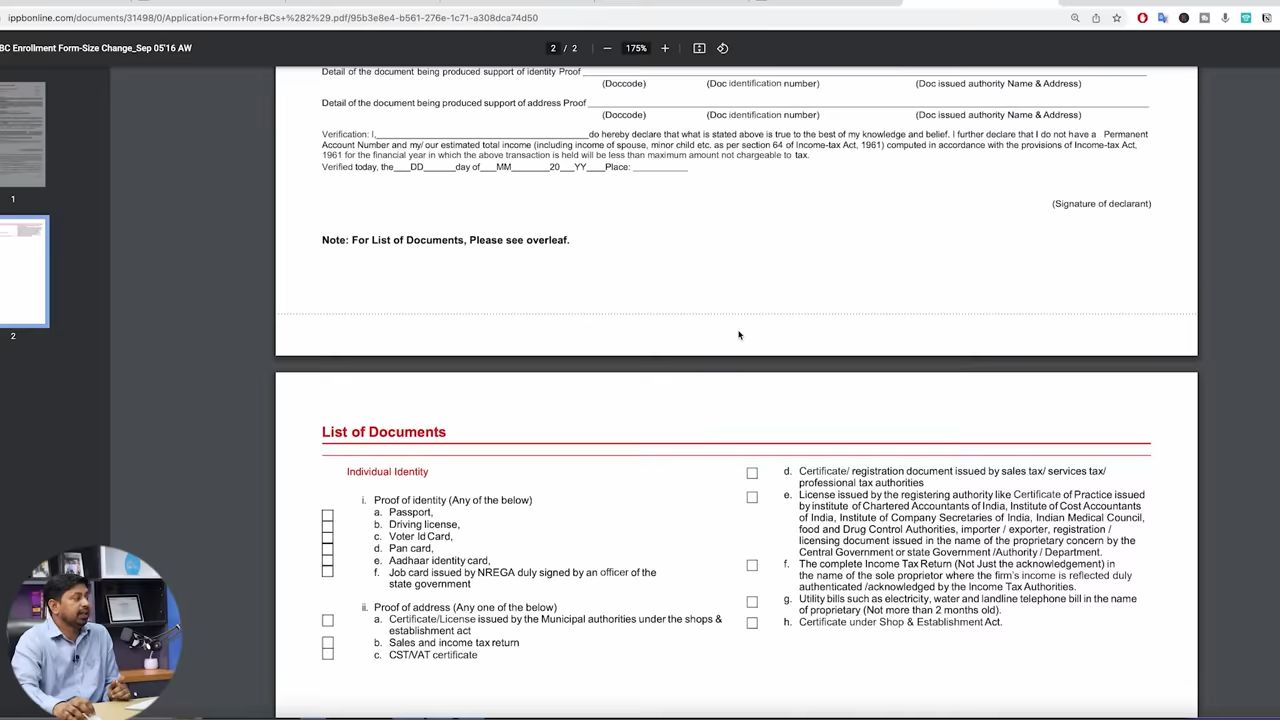 ippbonline.com/documents/31498/0/Application+Form+for+BCs+%282%29.pdf/95b3e8e4-b561-276e-1c71-a308dca74d50
BC Enrollment Form-Size Change_Sep 05'16 AW
2 / 2
175%
Detail of the document being produced support of identity Proof
(Doccode) (Doc identification number) (Doc issued authority Name & Address)
Detail of the document being produced support of address Proof
(Doccode) (Doc identification number) (Doc issued authority Name & Address)
Verification: I,____do hereby declare that what is stated above is true to the best of my knowledge and belief. I further declare that I do not have a Permanent
Account Number and my/ our estimated total income (including income of spouse, minor child etc. as per section 64 of Income-tax Act, 1961) computed in accordance with the provisions of Income-tax Act,
1961 for the financial year in which the above transaction is held will be less than maximum amount not chargeable to tax.
Verified today, the___DD______day of___MM_______20___YY____Place: __________
(Signature of declarant)
Note: For List of Documents, Please see overleaf.
1
2
List of Documents
Individual Identity
i. Proof of identity (Any of the below)
a. Passport,
b. Driving license,
c. Voter Id Card,
d. Pan card,
e. Aadhaar identity card,
f. Job card issued by NREGA duly signed by an officer of the
state government
ii. Proof of address (Any one of the below)
a. Certificate/License issued by the Municipal authorities under the shops &
establishment act
b. Sales and income tax return
c. CST/VAT certificate
d. Certificate/ registration document issued by sales tax/ services tax/
professional tax authorities
e. License issued by the registering authority like Certificate of Practice issued
by institute of Chartered Accountants of India, Institute of Cost Accountants
of India, Institute of Company Secretaries of India, Indian Medical Council,
food and Drug Control Authorities, importer / exporter, registration /
licensing document issued in the name of the proprietary concern by the
Central Government or state Government /Authority / Department.
f. The complete Income Tax Return (Not Just the acknowledgement) in
the name of the sole proprietor where the firm's income is reflected duly
authenticated /acknowledged by the Income Tax Authorities.
g. Utility bills such as electricity, water and landline telephone bill in the name
of proprietary (Not more than 2 months old).
h. Certificate under Shop & Establishment Act.